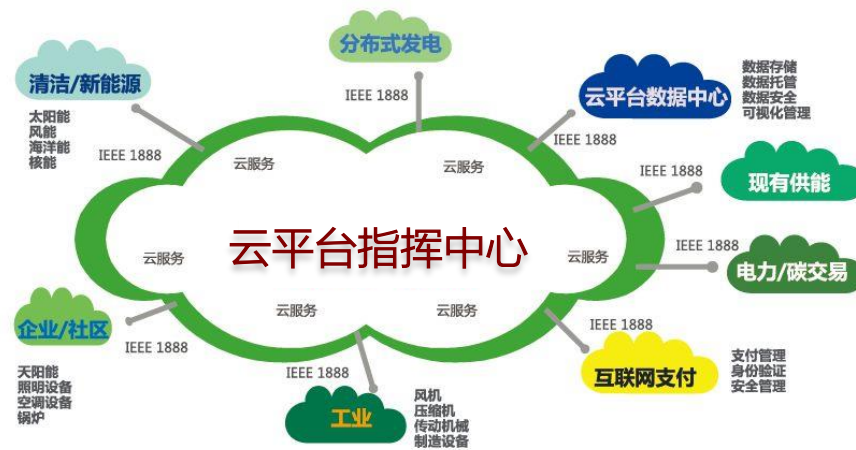 分布式发电
IEEE 1888
清洁/新能源
太阳能
风能
海洋能
核能
IEEE 1888
云平台数据中心
数据存储
数据托管
数据安全
可视化管理
IEEE 1888
IEEE 1888
现有供能
云服务
云服务
云平台指挥中心
云服务
云服务
IEEE 1888
电力/碳交易
云服务
云服务
企业/社区
IEEE 1888
天阳能
照明设备
空调设备
锅炉
IEEE 1888
工业
风机
压缩机
传动机械
制造设备
IEEE 1888
互联网支付
支付管理
身份验证
安全管理